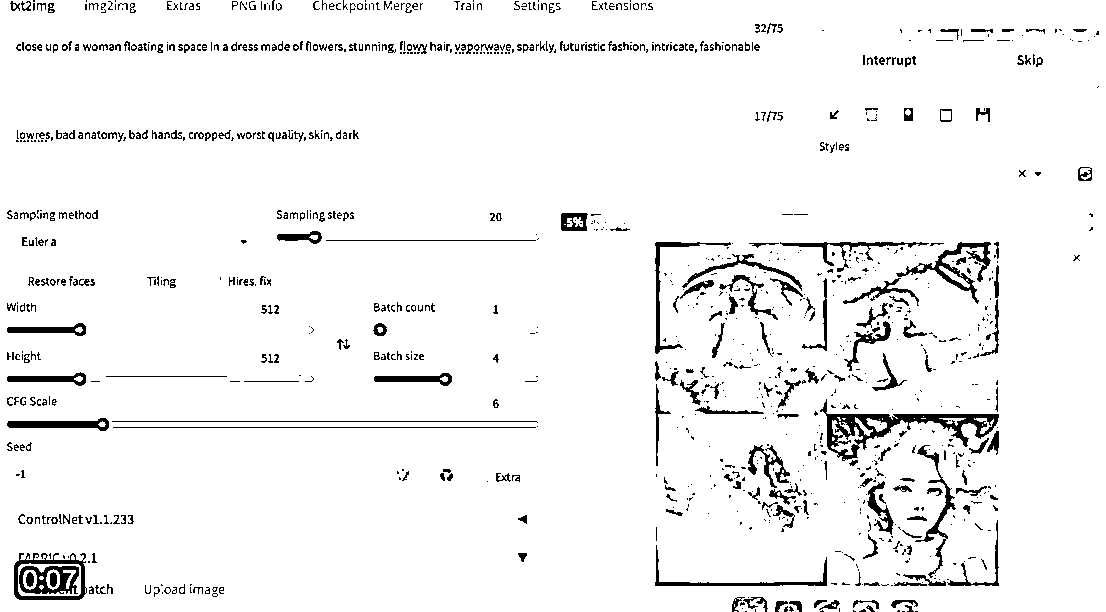 txt2img img2img Extras PNG Info Checkpoint Merger Train Settings Extensions
32/75
close up of a woman floating in space in a dress made of flowers, stunning, flowy hair, vaporwave, sparkly, futuristic fashion, intricate, fashionable
Interrupt Skip
17/75
lowres, bad anatomy, bad hands, cropped, worst quality, skin, dark
Styles
Sampling method Sampling steps 20
Euler a
5%
Restore faces Tiling Hires. fix
Width 512 Batch count 1
Height 512 Batch size 4
CFG Scale 6
Seed
-1 Extra
ControlNet v1.1.233
FABRIC v0.2.1
0:07 batch Upload image